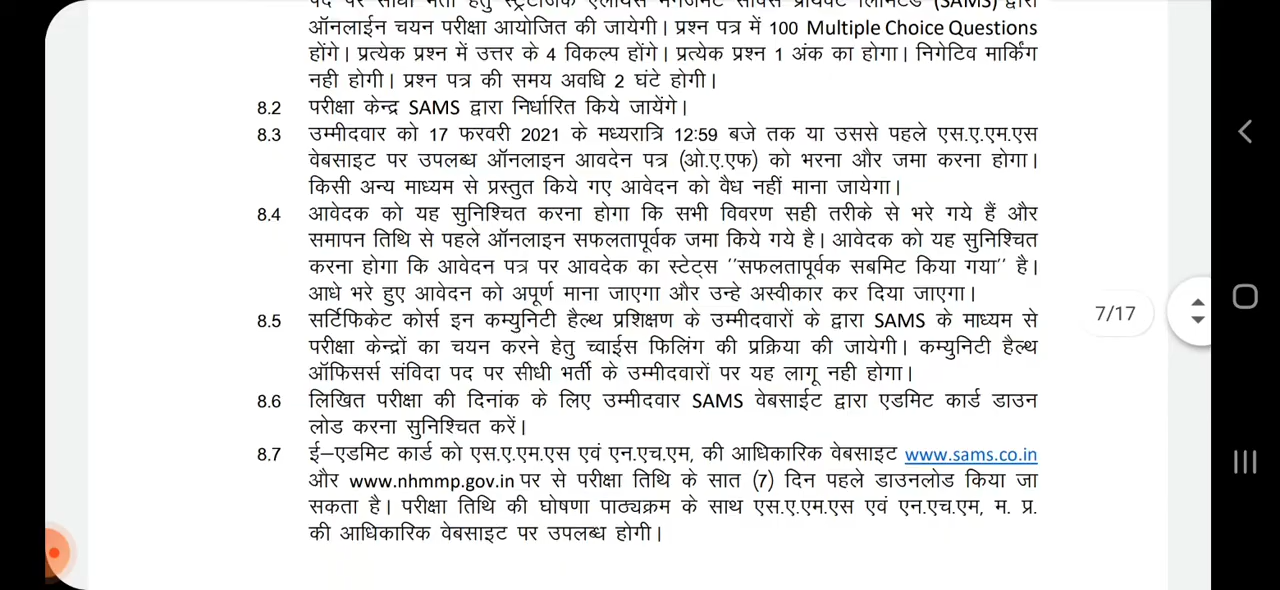 पद पर सीधी भर्ती हेतु स्ट्रेटजिक एलायंस मैनेजमेंट सर्विस प्राइवेट लिमिटेड (SAMS) द्वारा
ऑनलाईन चयन परीक्षा आयोजित की जायेगी। प्रश्न पत्र में 100 Multiple Choice Questions
होंगे। प्रत्येक प्रश्न में उत्तर के 4 विकल्प होंगे। प्रत्येक प्रश्न 1 अंक का होगा। निगेटिव मार्किंग
नही होगी। प्रश्न पत्र की समय अवधि 2 घंटे होगी।
8.2 परीक्षा केन्द्र SAMS द्वारा निर्धारित किये जायेंगे।
8.3 उम्मीदवार को 17 फरवरी 2021 के मध्यरात्रि 12:59 बजे तक या उससे पहले एस.ए.एम.एस
वेबसाइट पर उपलब्ध ऑनलाइन आवदेन पत्र (ओ.ए.एफ) को भरना और जमा करना होगा।
किसी अन्य माध्यम से प्रस्तुत किये गए आवेदन को वैध नहीं माना जायेगा।
8.4 आवेदक को यह सुनिश्चित करना होगा कि सभी विवरण सही तरीके से भरे गये हैं और
समापन तिथि से पहले ऑनलाइन सफलतापूर्वक जमा किये गये है। आवेदक को यह सुनिश्चित
करना होगा कि आवेदन पत्र पर आवदेक का स्टेट्स ''सफलतापूर्वक सबमिट किया गया'' है।
आधे भरे हुए आवेदन को अपूर्ण माना जाएगा और उन्हे अस्वीकार कर दिया जाएगा।
8.5 सर्टिफिकेट कोर्स इन कम्युनिटी हैल्थ प्रशिक्षण के उम्मीदवारों के द्वारा SAMS के माध्यम से
परीक्षा केन्द्रों का चयन करने हेतु च्वाईस फिलिंग की प्रक्रिया की जायेगी। कम्युनिटी हैल्थ
ऑफिसर्स संविदा पद पर सीधी भर्ती के उम्मीदवारों पर यह लागू नही होगा।
7/17
8.6 लिखित परीक्षा की दिनांक के लिए उम्मीदवार SAMS वेबसाईट द्वारा एडमिट कार्ड डाउन
लोड करना सुनिश्चित करें।
8.7 ई–एडमिट कार्ड को एस.ए.एम.एस एवं एन.एच.एम, की आधिकारिक वेबसाइट www.sams.co.in
और www.nhmmp.gov.in पर से परीक्षा तिथि के सात (7) दिन पहले डाउनलोड किया जा
सकता है। परीक्षा तिथि की घोषणा पाठ्यक्रम के साथ एस.ए.एम.एस एवं एन.एच.एम, म. प्र.
की आधिकारिक वेबसाइट पर उपलब्ध होगी।